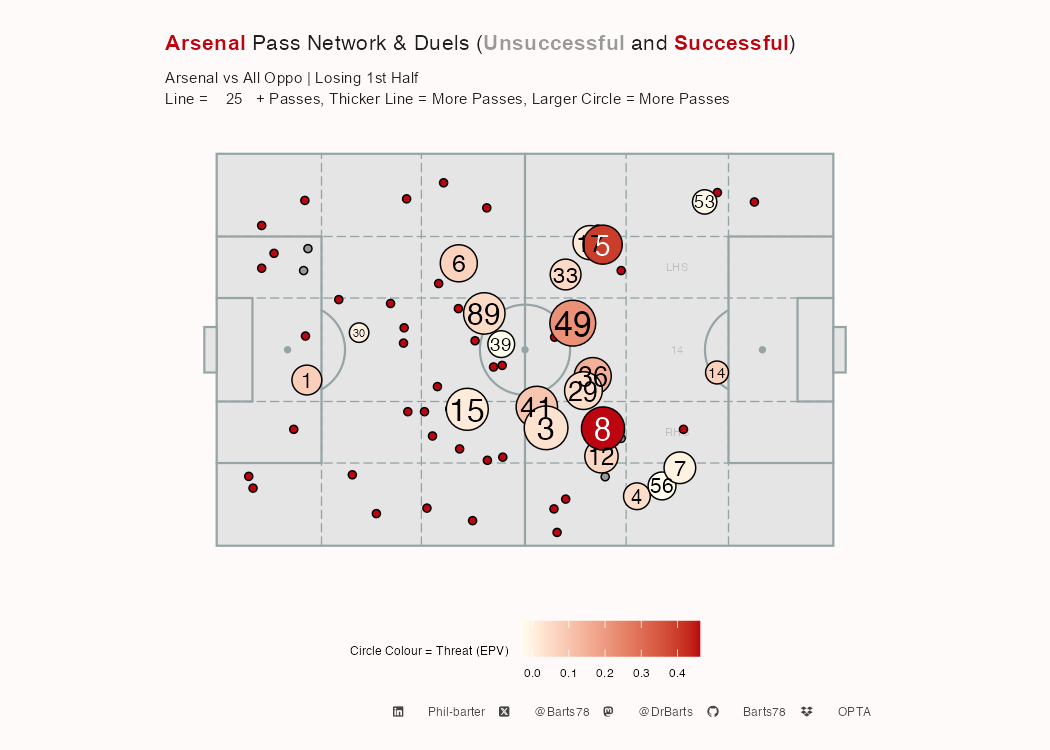 Arsenal Pass Network & Duels (Unsuccessful and Successful)
Arsenal vs All Oppo | Losing 1st Half
Line = 25 + Passes, Thicker Line = More Passes, Larger Circle = More Passes
53
5
6
LHS
33
89
49
30
39
14
14
1
36
29
15
41
3
8
RH
12
7
56
4
Circle Colour = Threat (EPV)
0.0 0.1 0.2 0.3 0.4
Phil-barter @Barts78 @DrBarts Barts78 OPTA